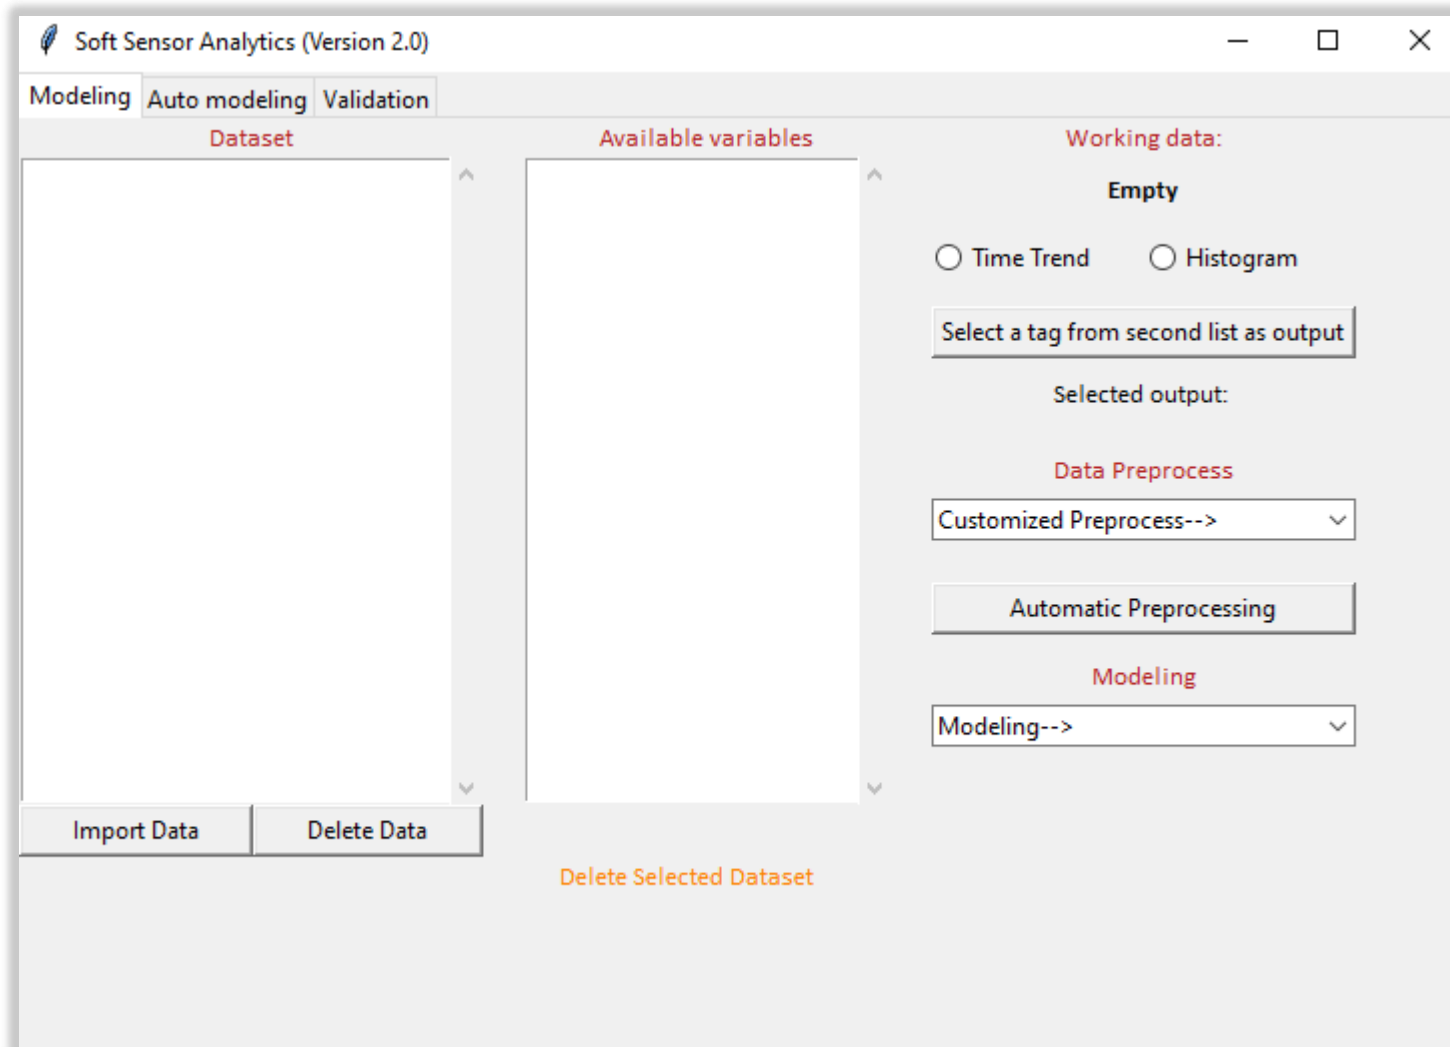 Soft Sensor Analytics (Version 2.0)
Modeling Auto modeling Validation
Dataset
Available variables
Working data:
Empty
Time Trend
Histogram
Select a tag from second list as output
Selected output:
Data Preprocess
Customized Preprocess-->
Automatic Preprocessing
Modeling
Modeling-->
Import Data
Delete Data
Delete Selected Dataset